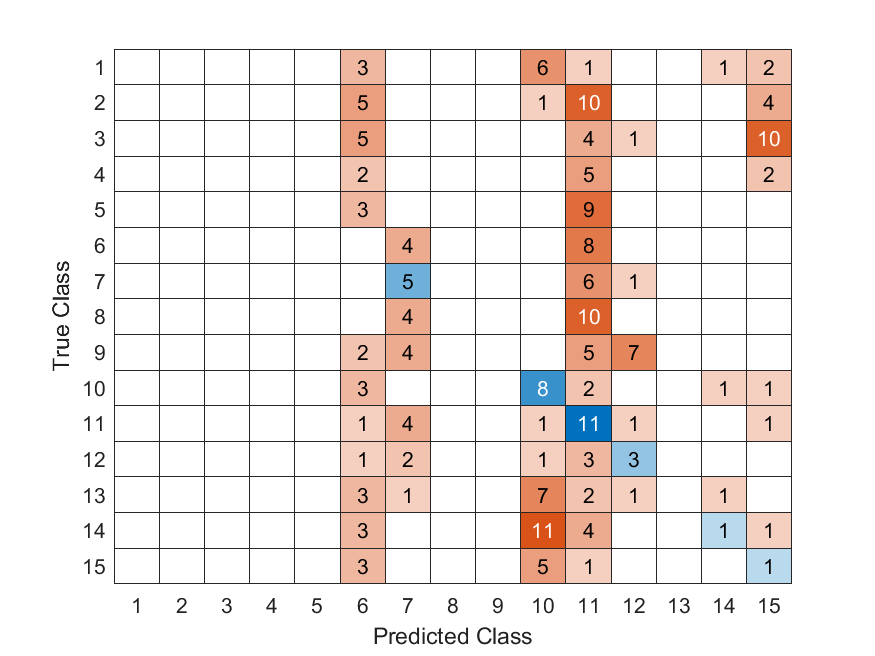 1 3 6 1 1 2
2 5 1 10 4
3 5 4 1 10
4 2 5 2
5 3 9
6 4 8
7 5 6 1
8 4 10
9 2 4 5 7
10 3 8 2 1 1
11 1 4 1 11 1 1
12 1 2 1 3 3
13 3 1 7 2 1 1
14 3 11 4 1 1
15 3 5 1 1
True Class
1 2 3 4 5 6 7 8 9 10 11 12 13 14 15
Predicted Class